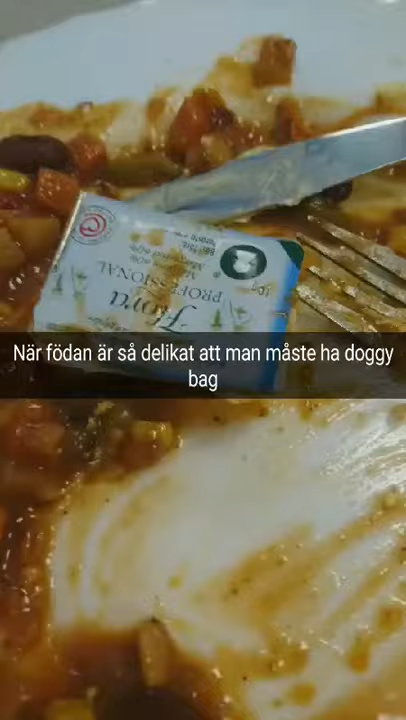 När födan är så delikat att man måste ha doggy
bag
Flora
PROFESSIONAL